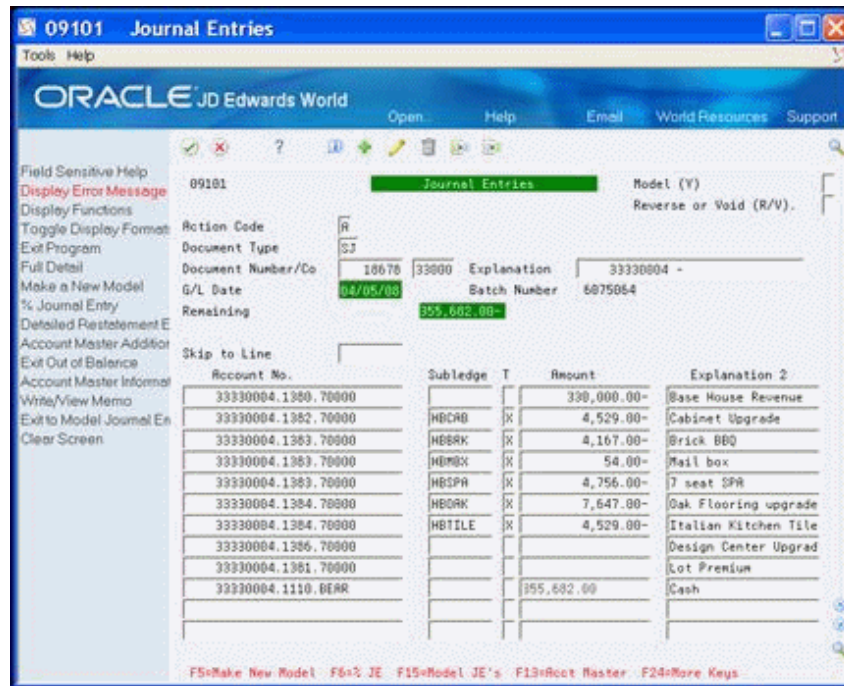 09101 Journal Entries
Tools Help
ORACLE JD Edwards World
Open.. Help Email World Resources Support
Field Sensitive Help
Display Error Message
Display Functions
Toggle Display Format
Exit Program
Full Detail
Make a New Model
% Journal Entry
Detailed Restatement E
Account Master Addition
Exit Out of Balance
Account Master Informat
Write/View Memo
Exit to Model Journal En
Clear Screen
09101 Journal Entries Model (Y)
Reverse or Void (R/V).
Action Code A
Document Type SJ
Document Number/Co 18678 33000 Explanation 33330004 -
G/L Date 04/05/08 Batch Number 6075064
Remaining 355,682.00-
Skip to Line
Account No. Subledge T Amount Explanation 2
33330004.1380.70000 330,000.00- Base House Revenue
33330004.1382.70000 HBCAB X 4,529.00- Cabinet Upgrade
33330004.1383.70000 HBBRK X 4,167.00- Brick BBQ
33330004.1383.70000 HBMBX X 54.00- Mail box
33330004.1383.70000 HBSPA X 4,756.00- 7 seat SPA
33330004.1384.70000 HBOAK X 7,647.00- Oak Flooring upgrade
33330004.1384.70000 HBTILE X 4,529.00- Italian Kitchen Tile
33330004.1386.70000 Design Center Upgrad
33330004.1381.70000 Lot Premium
33330004.1110.BEAR 355,682.00 Cash
F5=Make New Model F6=% JE F15=Model JE's F13=Acct Master F24=More Keys